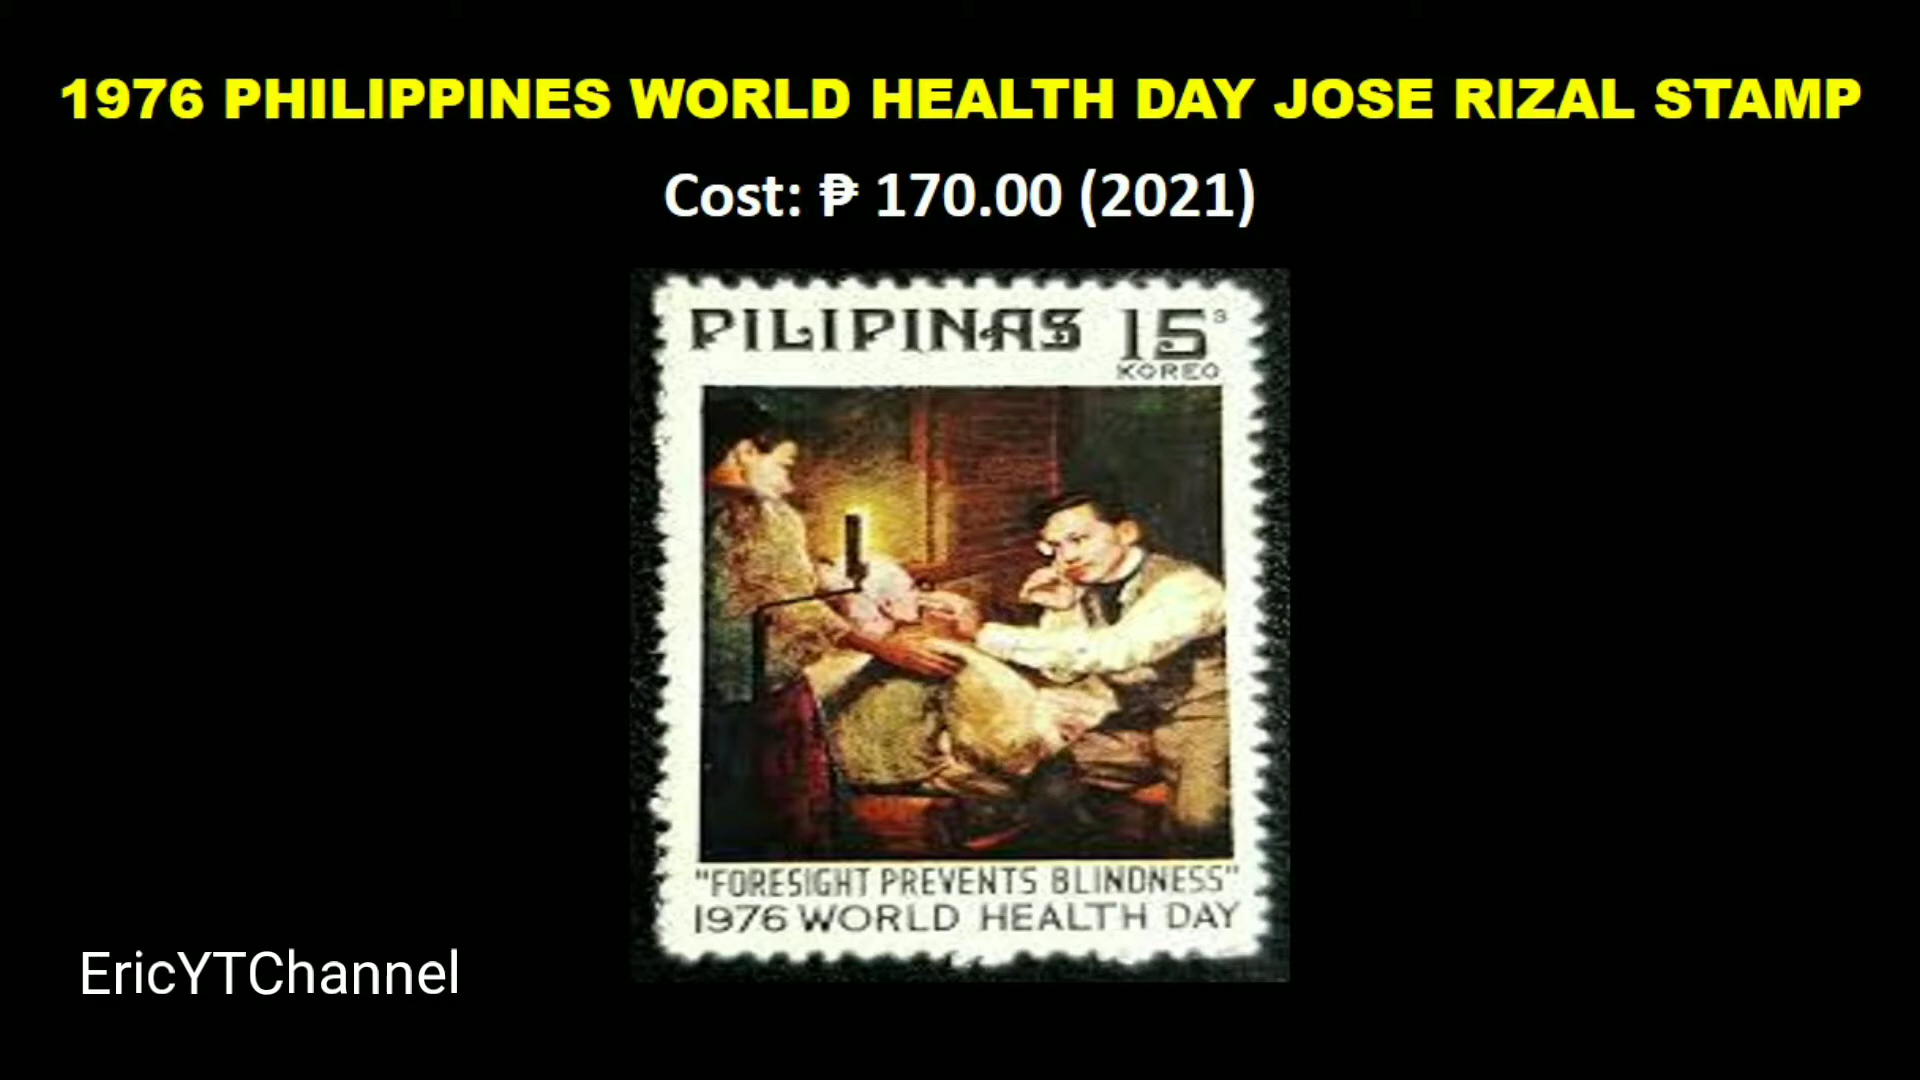 1976 PHILIPPINES WORLD HEALTH DAY JOSE RIZAL STAMP
Cost: ₱ 170.00 (2021)
PILIPINAS 15s
KOREO
"FORESIGHT PREVENTS BLINDNESS"
1976 WORLD HEALTH DAY
EricYTChannel